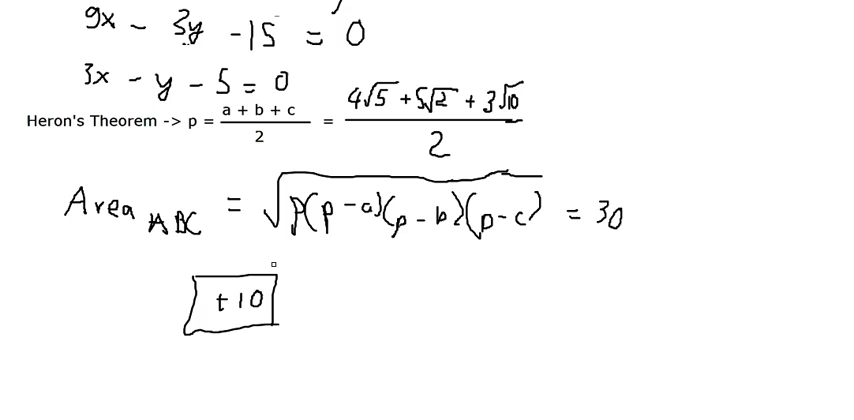 9x - 3y - 15 = 0
3x - y - 5 = 0
Heron's Theorem -> p = a + b + c / 2 = 4√5 + 5√2 + 3√10 / 2
Area ABC = √p(p-a)(p-b)(p-c) = 30
t10